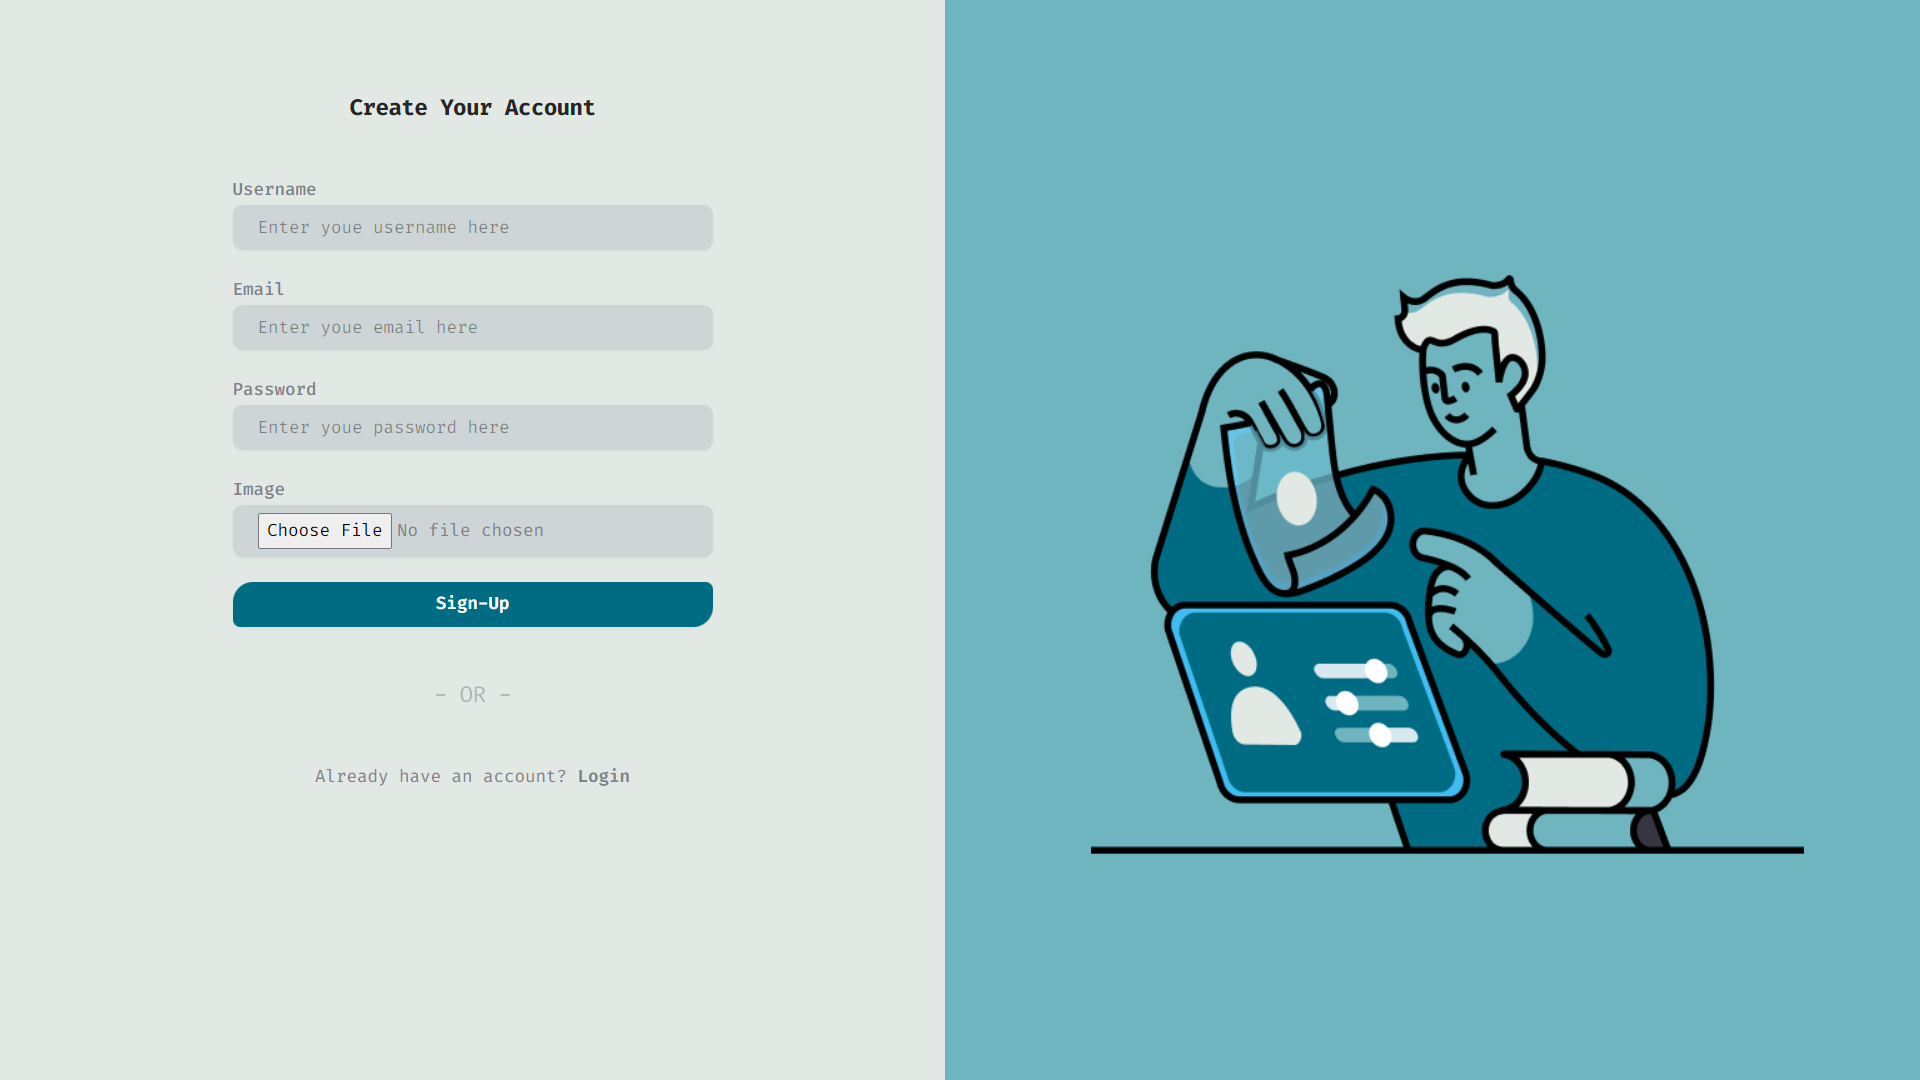 Create Your Account
Username
Enter youe username here
Email
Enter youe email here
Password
Enter youe password here
Image
Choose File No file chosen
Sign-Up
- OR -
Already have an account? Login